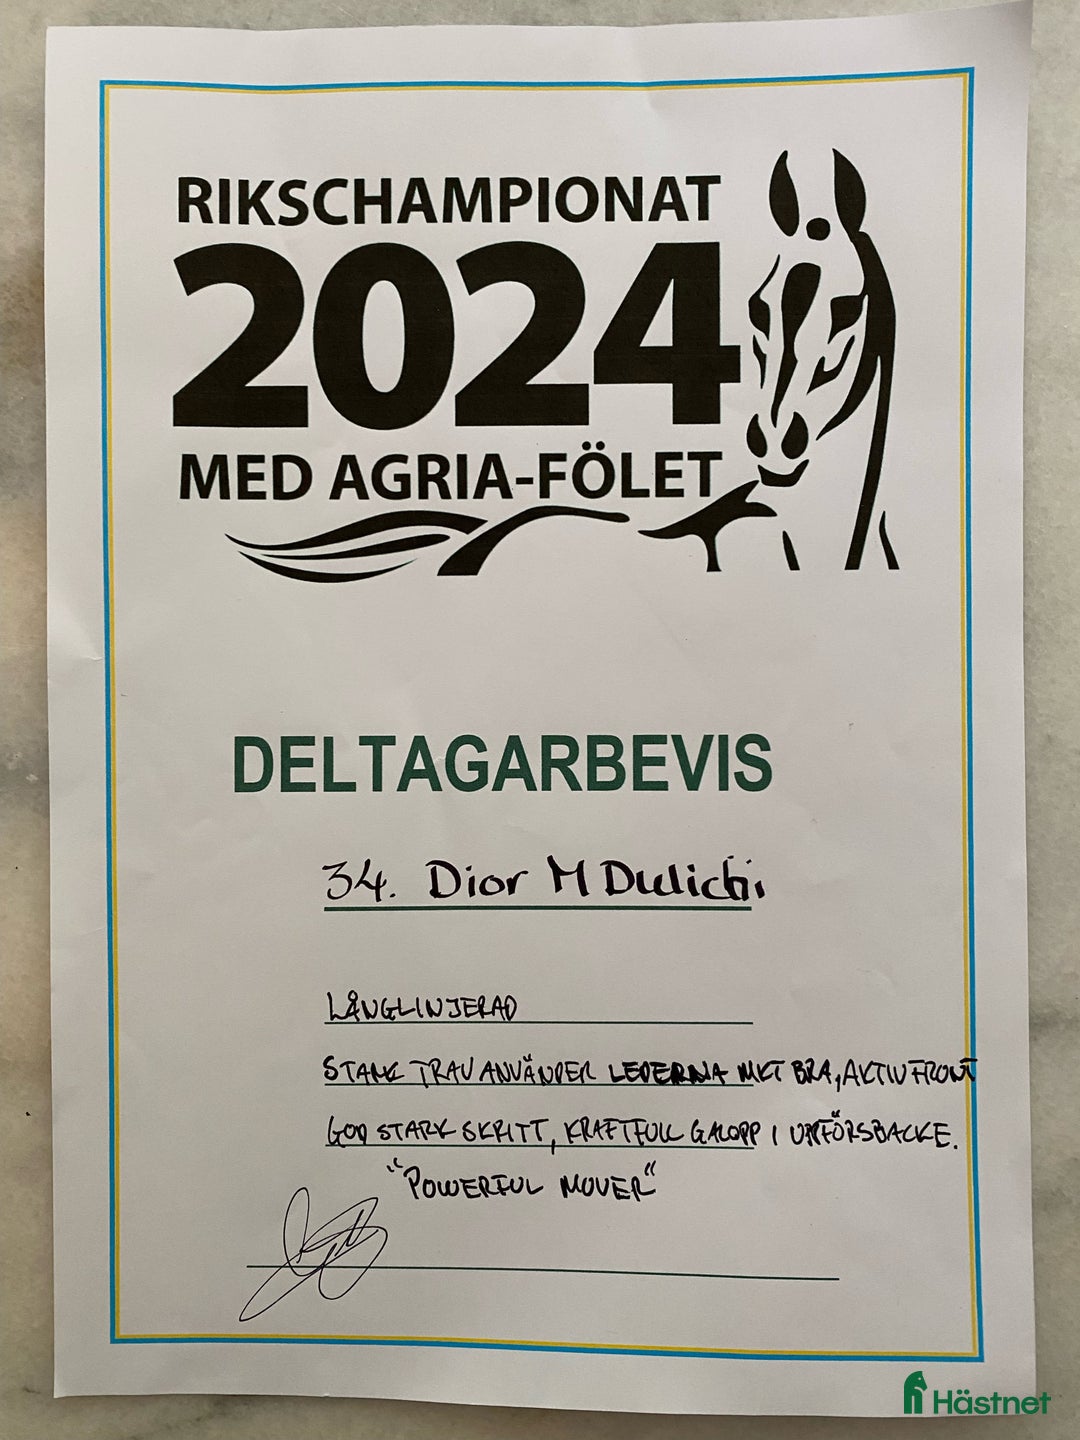 RIKSCHAMPIONAT
2024
MED AGRIA-FÖLET
DELTAGARBEVIS
34. Dior M Dulichi
LÅNGLINJERAD
STARK TRAV ANVÄNDER LEDERNA MKT BRA, AKTIV FRONT
GOD STARK SKRITT, KRAFTFULL GALOPP I UPPFÖRSBACKE.
"POWERFUL MOVER"
Hästnet